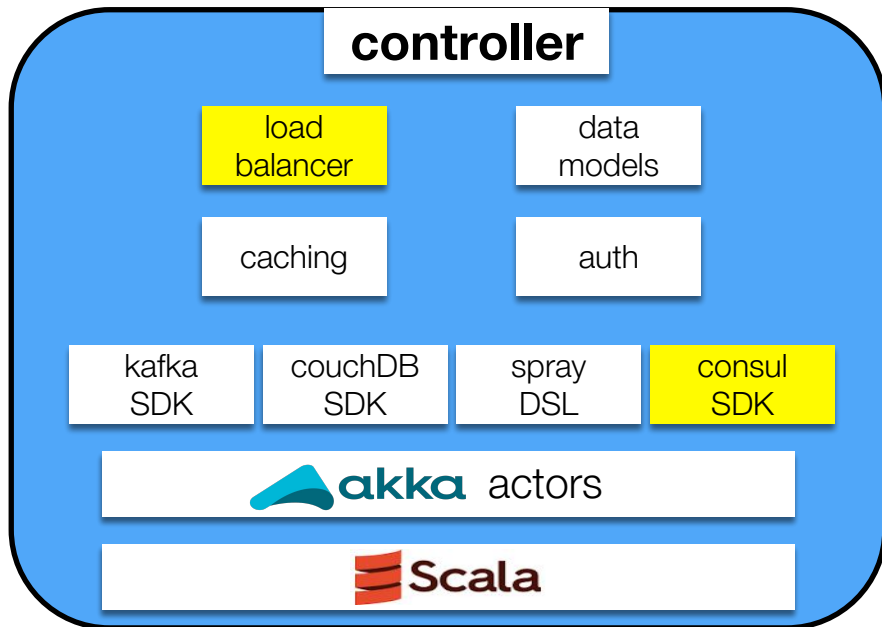 controller
load
balancer
data
models
caching
auth
kafka
SDK
couchDB
SDK
spray
DSL
consul
SDK
akka actors
Scala